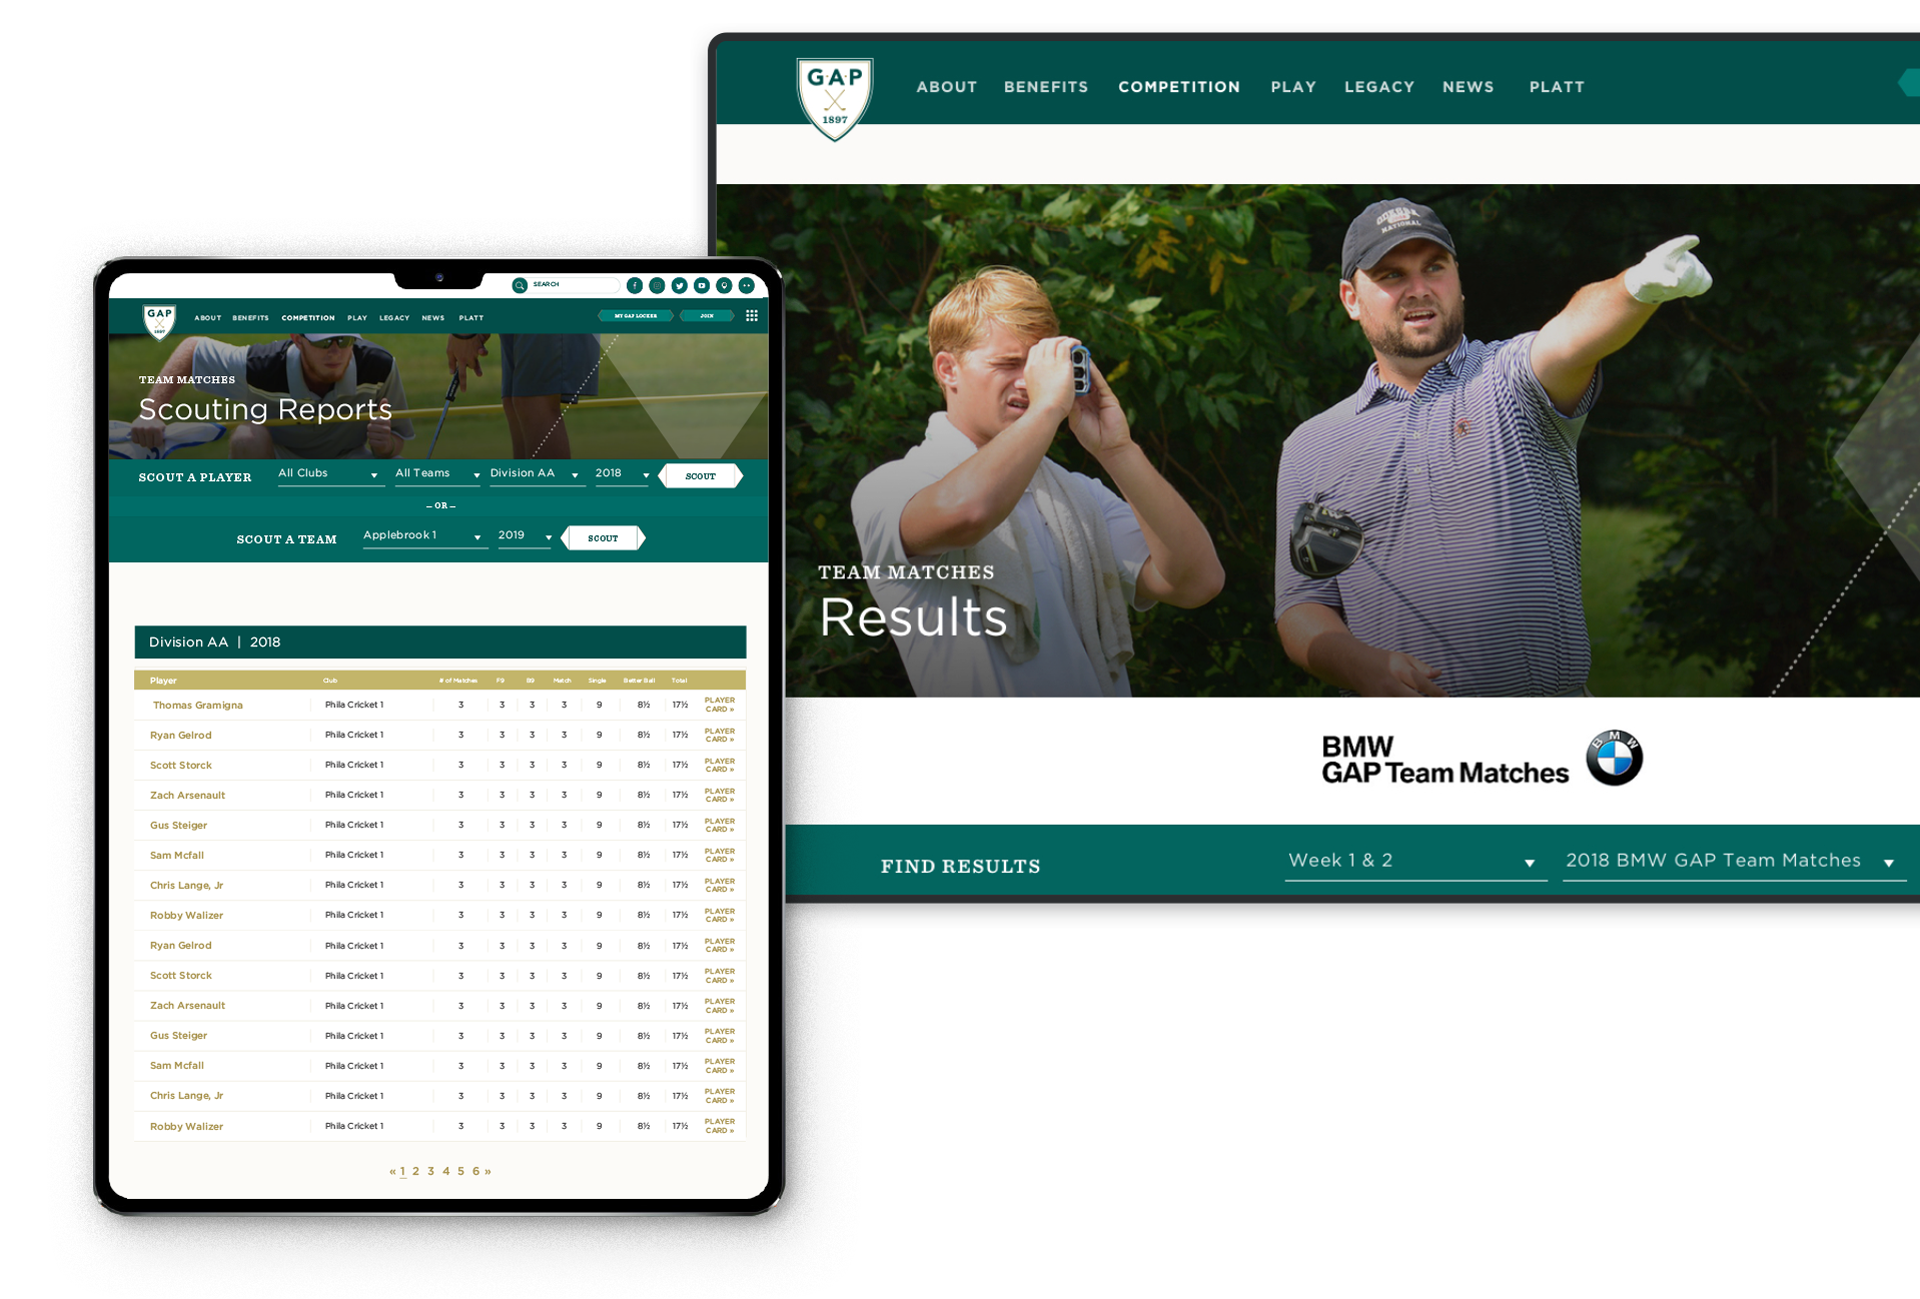 GAP
1897
ABOUT BENEFITS COMPETITION PLAY LEGACY NEWS PLATT
NATIONAL
TEAM MATCHES
Results
BMW
GAP Team Matches
BMW
FIND RESULTS Week 1 & 2 2018 BMW GAP Team Matches
SEARCH
GAP
1897
ABOUT BENEFITS COMPETITION PLAY LEGACY NEWS PLATT MY GAP LOCKER JOIN
TEAM MATCHES
Scouting Reports
SCOUT A PLAYER All Clubs All Teams Division AA 2018 SCOUT
– OR –
SCOUT A TEAM Applebrook 1 2019 SCOUT
Division AA | 2018
Player Club # of Matches F9 B9 Match Single Better Ball Total
Thomas Gramigna Phila Cricket 1 3 3 3 3 9 8½ 17½ PLAYER CARD »
Ryan Gelrod Phila Cricket 1 3 3 3 3 9 8½ 17½ PLAYER CARD »
Scott Storck Phila Cricket 1 3 3 3 3 9 8½ 17½ PLAYER CARD »
Zach Arsenault Phila Cricket 1 3 3 3 3 9 8½ 17½ PLAYER CARD »
Gus Steiger Phila Cricket 1 3 3 3 3 9 8½ 17½ PLAYER CARD »
Sam Mcfall Phila Cricket 1 3 3 3 3 9 8½ 17½ PLAYER CARD »
Chris Lange, Jr Phila Cricket 1 3 3 3 3 9 8½ 17½ PLAYER CARD »
Robby Walizer Phila Cricket 1 3 3 3 3 9 8½ 17½ PLAYER CARD »
Ryan Gelrod Phila Cricket 1 3 3 3 3 9 8½ 17½ PLAYER CARD »
Scott Storck Phila Cricket 1 3 3 3 3 9 8½ 17½ PLAYER CARD »
Zach Arsenault Phila Cricket 1 3 3 3 3 9 8½ 17½ PLAYER CARD »
Gus Steiger Phila Cricket 1 3 3 3 3 9 8½ 17½ PLAYER CARD »
Sam Mcfall Phila Cricket 1 3 3 3 3 9 8½ 17½ PLAYER CARD »
Chris Lange, Jr Phila Cricket 1 3 3 3 3 9 8½ 17½ PLAYER CARD »
Robby Walizer Phila Cricket 1 3 3 3 3 9 8½ 17½ PLAYER CARD »
« 1 2 3 4 5 6 »